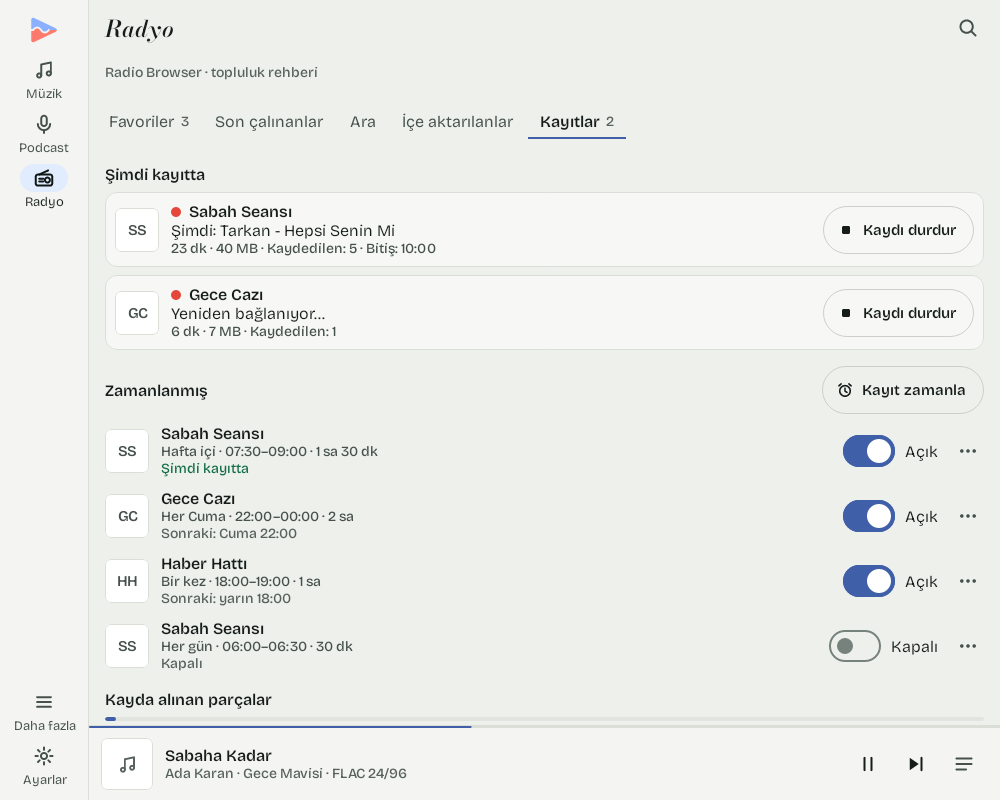 Radyo
Radio Browser · topluluk rehberi
Müzik
Podcast
Radyo
Favoriler 3
Son çalınanlar
Ara
İçe aktarılanlar
Kayıtlar 2
Şimdi kayıtta
SS
Sabah Seansı
Şimdi: Tarkan - Hepsi Senin Mi
23 dk · 40 MB · Kaydedilen: 5 · Bitiş: 10:00
Kaydı durdur
GC
Gece Cazı
Yeniden bağlanıyor...
6 dk · 7 MB · Kaydedilen: 1
Kaydı durdur
Zamanlanmış
Kayıt zamanla
SS
Sabah Seansı
Hafta içi · 07:30–09:00 · 1 sa 30 dk
Şimdi kayıtta
Açık
GC
Gece Cazı
Her Cuma · 22:00–00:00 · 2 sa
Sonraki: Cuma 22:00
Açık
HH
Haber Hattı
Bir kez · 18:00–19:00 · 1 sa
Sonraki: yarın 18:00
Açık
SS
Sabah Seansı
Her gün · 06:00–06:30 · 30 dk
Kapalı
Kapalı
Kayda alınan parçalar
Daha fazla
Ayarlar
Sabaha Kadar
Ada Karan · Gece Mavisi · FLAC 24/96